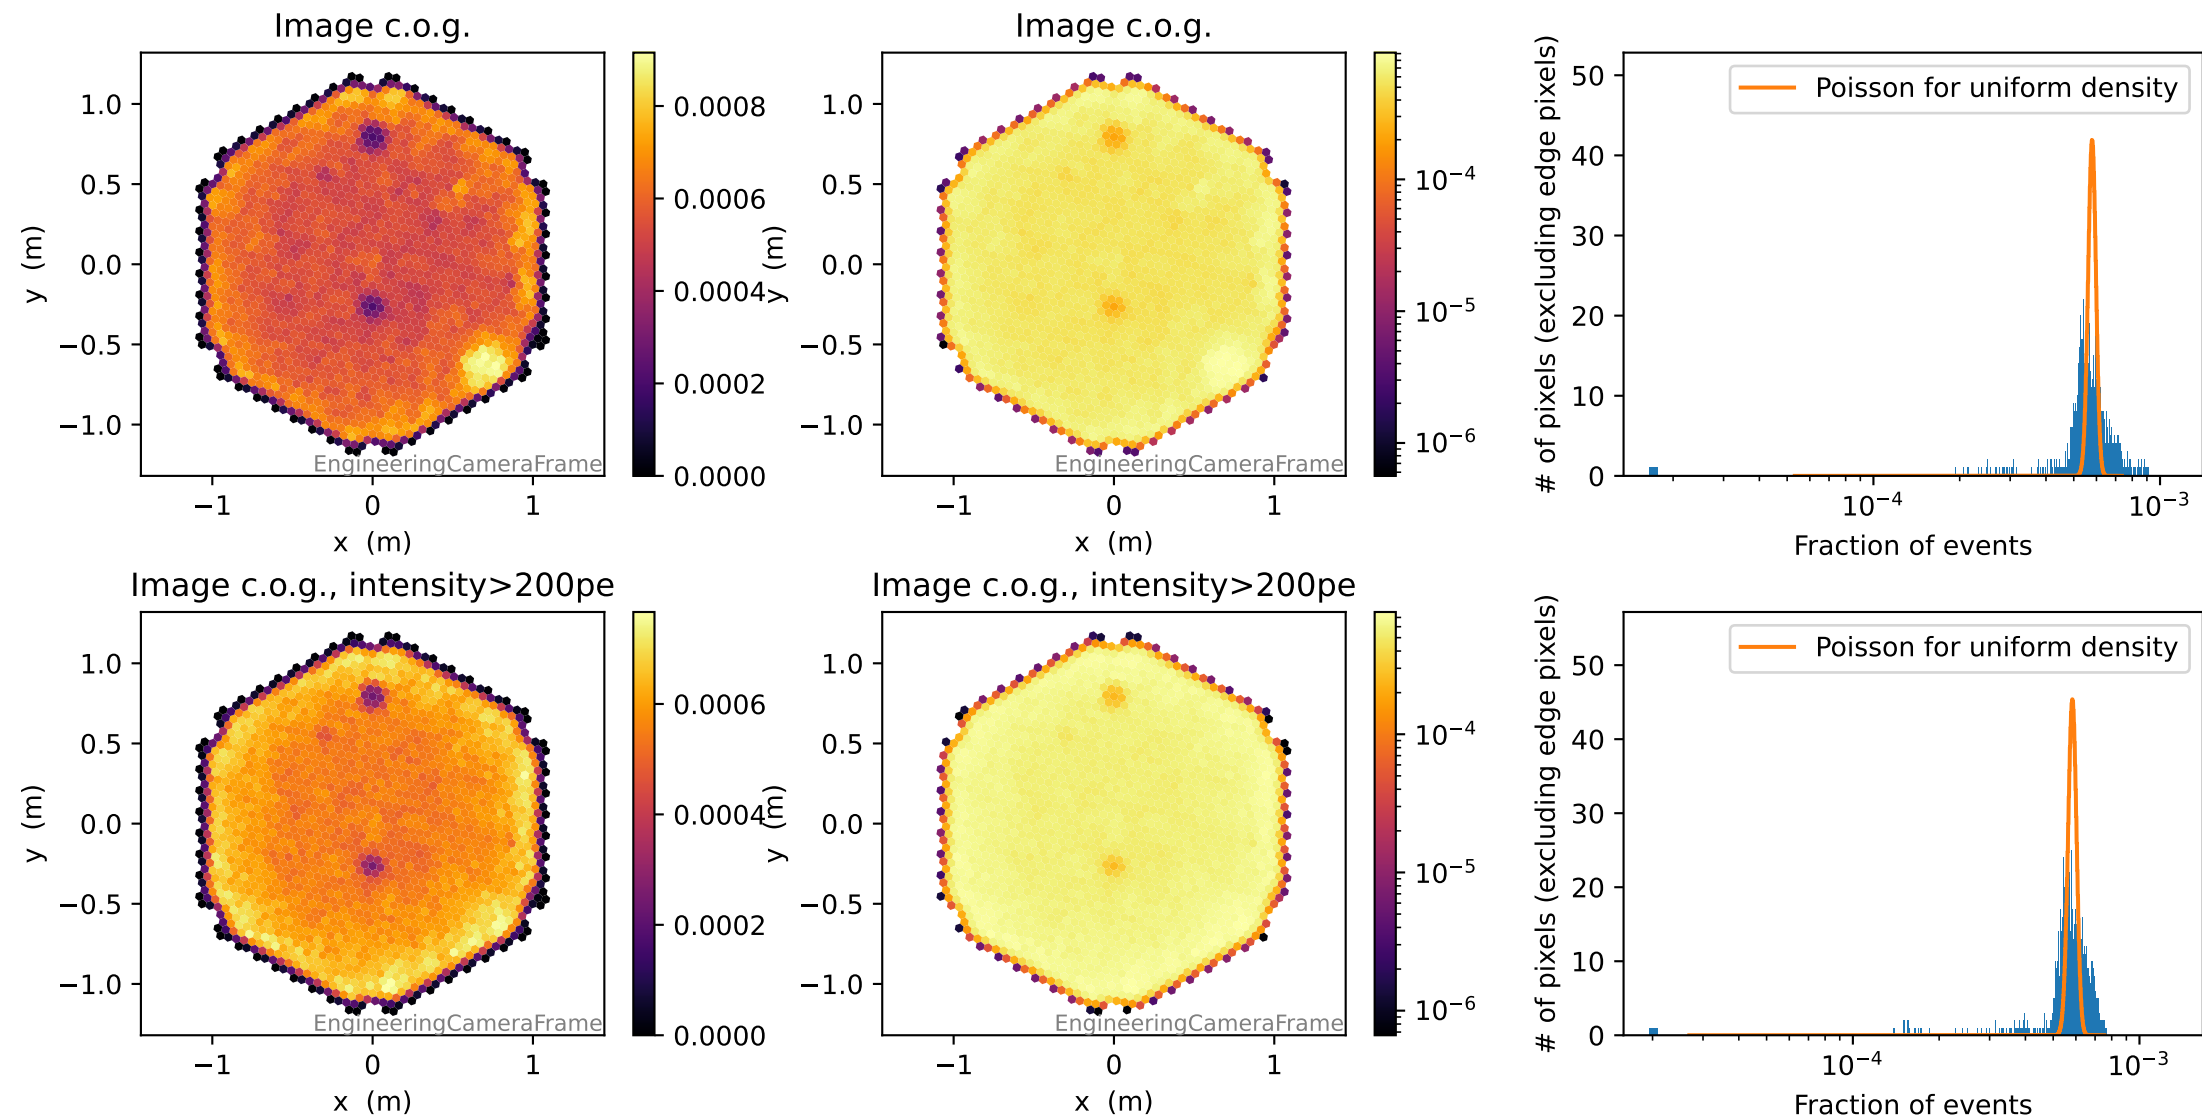 Image c.o.g.
1.0
0.5
0.0
−0.5
−1.0
y (m)
−1
0
1
x (m)
EngineeringCameraFrame
0.0008
0.0006
0.0004
0.0002
0.0000
Image c.o.g.
1.0
0.5
0.0
−0.5
−1.0
y (m)
−1
0
1
x (m)
EngineeringCameraFrame
10⁻⁴
10⁻⁵
10⁻⁶
Poisson for uniform density
50
40
30
20
10
0
# of pixels (excluding edge pixels)
10⁻⁴
10⁻³
Fraction of events
Image c.o.g., intensity>200pe
1.0
0.5
0.0
−0.5
−1.0
y (m)
−1
0
1
x (m)
EngineeringCameraFrame
0.0006
0.0004
0.0002
0.0000
Image c.o.g., intensity>200pe
1.0
0.5
0.0
−0.5
−1.0
y (m)
−1
0
1
x (m)
EngineeringCameraFrame
10⁻⁴
10⁻⁵
10⁻⁶
Poisson for uniform density
50
40
30
20
10
0
# of pixels (excluding edge pixels)
10⁻⁴
10⁻³
Fraction of events